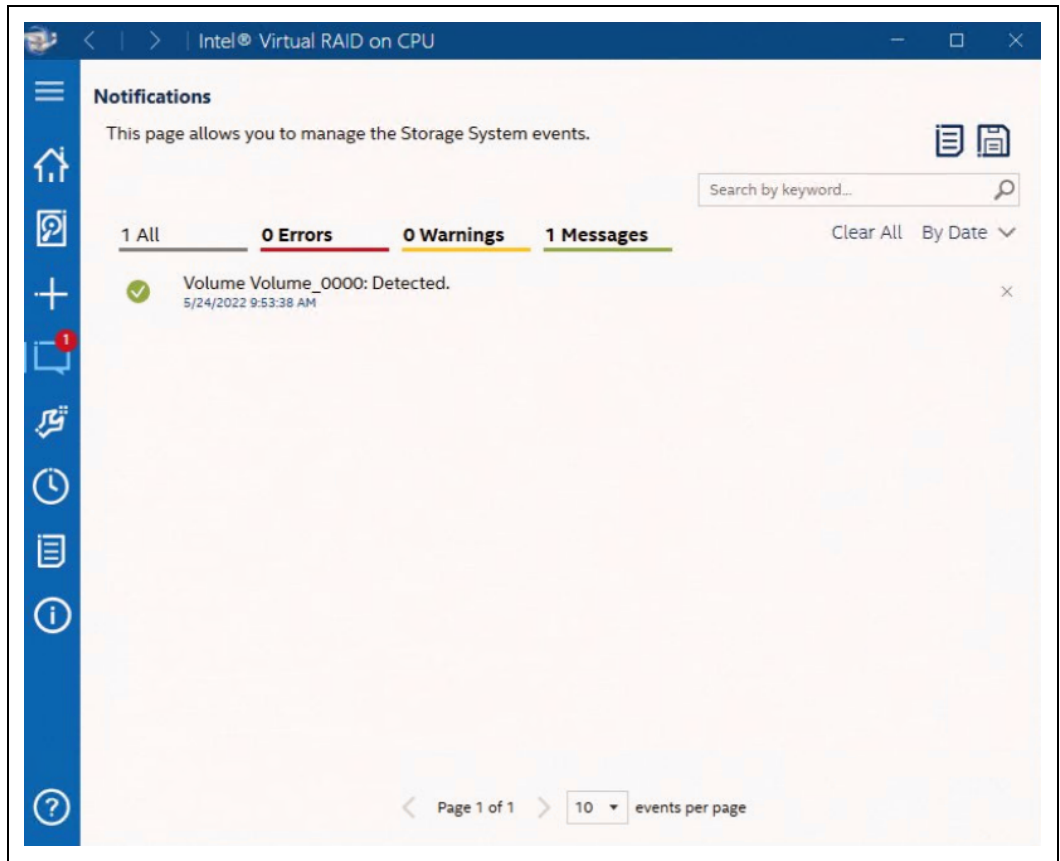 Intel® Virtual RAID on CPU
Notifications
This page allows you to manage the Storage System events.
Search by keyword...
1 All 0 Errors 0 Warnings 1 Messages Clear All By Date
Volume Volume_0000: Detected.
5/24/2022 9:53:38 AM
1
Page 1 of 1 10 events per page